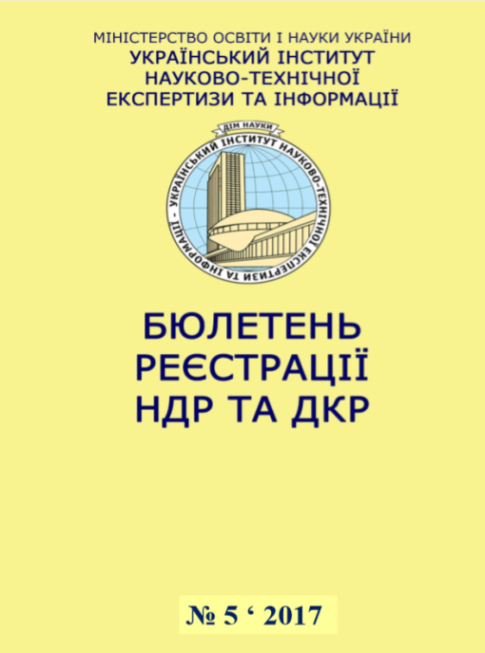 МІНІСТЕРСТВО ОСВІТИ І НАУКИ УКРАЇНИ
УКРАЇНСЬКИЙ ІНСТИТУТ
НАУКОВО-ТЕХНІЧНОЇ
ЕКСПЕРТИЗИ ТА ІНФОРМАЦІЇ
ДІМ НАУКИ
УКРАЇНСЬКИЙ ІНСТИТУТ НАУКОВО-ТЕХНІЧНОЇ ЕКСПЕРТИЗИ ТА ІНФОРМАЦІЇ
БЮЛЕТЕНЬ
РЕЄСТРАЦІЇ
НДР ТА ДКР
№ 5 ‘ 2017